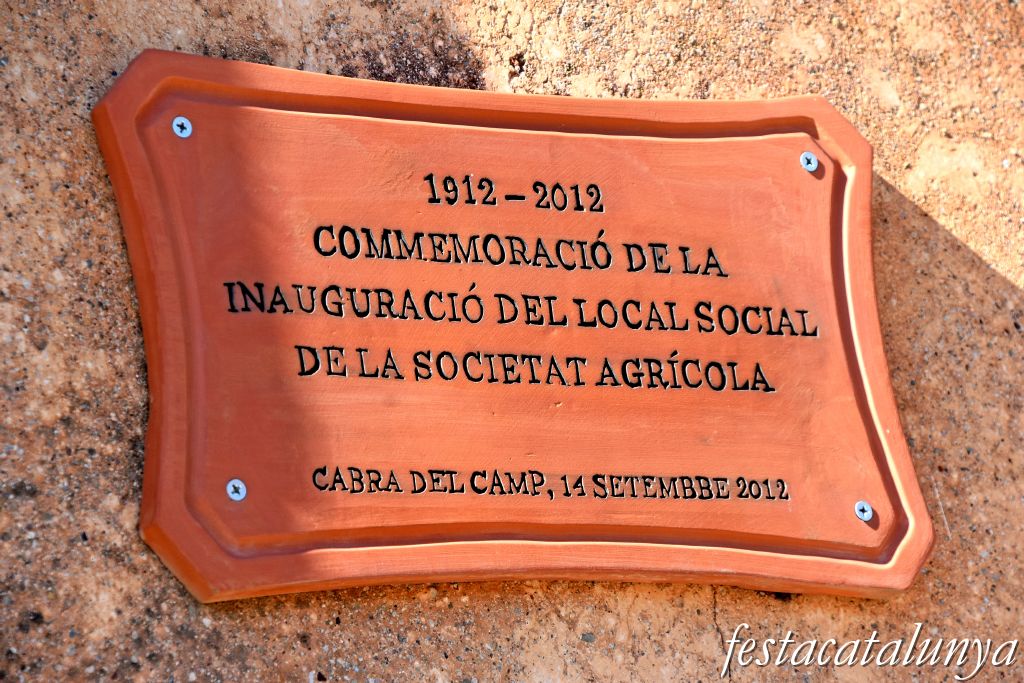 1912 – 2012
COMMEMORACIÓ DE LA
INAUGURACIÓ DEL LOCAL SOCIAL
DE LA SOCIETAT AGRÍCOLA
CABRA DEL CAMP, 14 SETEMBBE 2012
festacatalunya